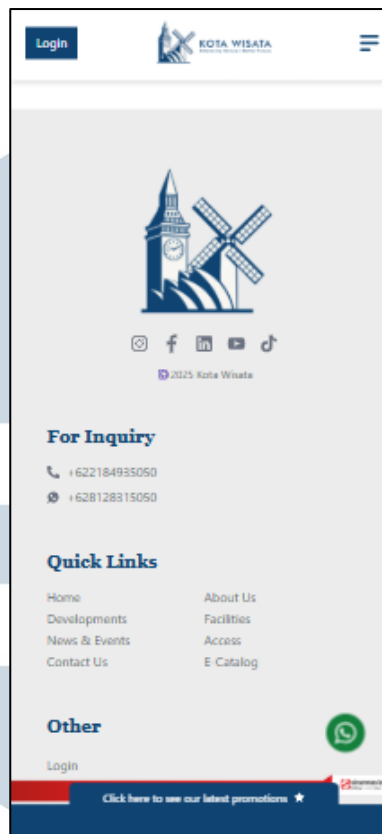 Login
KOTA WISATA
2025 Kota Wisata
For Inquiry
+622184935050
+628128315050
Quick Links
Home
About Us
Developments
Facilities
News & Events
Access
Contact Us
E-Catalog
Other
Login
Click here to see our latest promotions